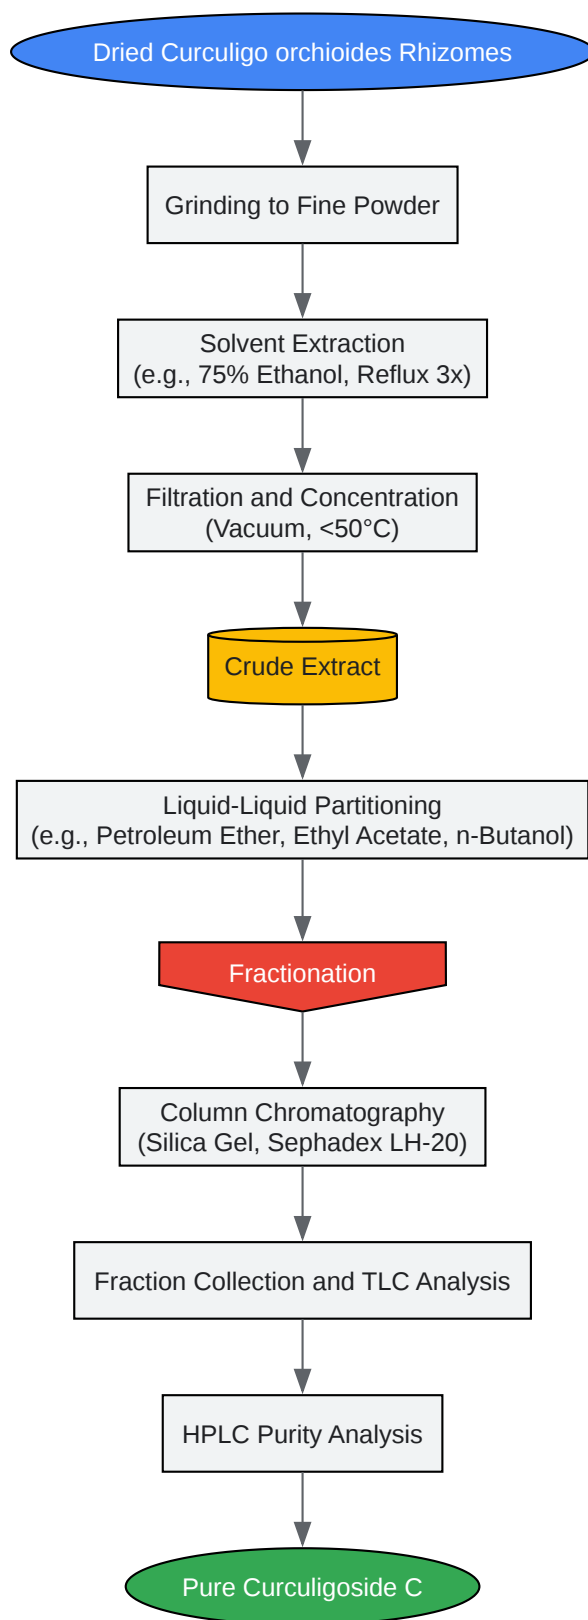 Dried Curculigo orchioides Rhizomes
Grinding to Fine Powder
Solvent Extraction
(e.g., 75% Ethanol, Reflux 3x)
Filtration and Concentration
(Vacuum, <50°C)
Crude Extract
Liquid-Liquid Partitioning
(e.g., Petroleum Ether, Ethyl Acetate, n-Butanol)
Fractionation
Column Chromatography
(Silica Gel, Sephadex LH-20)
Fraction Collection and TLC Analysis
HPLC Purity Analysis
Pure Curculigoside C